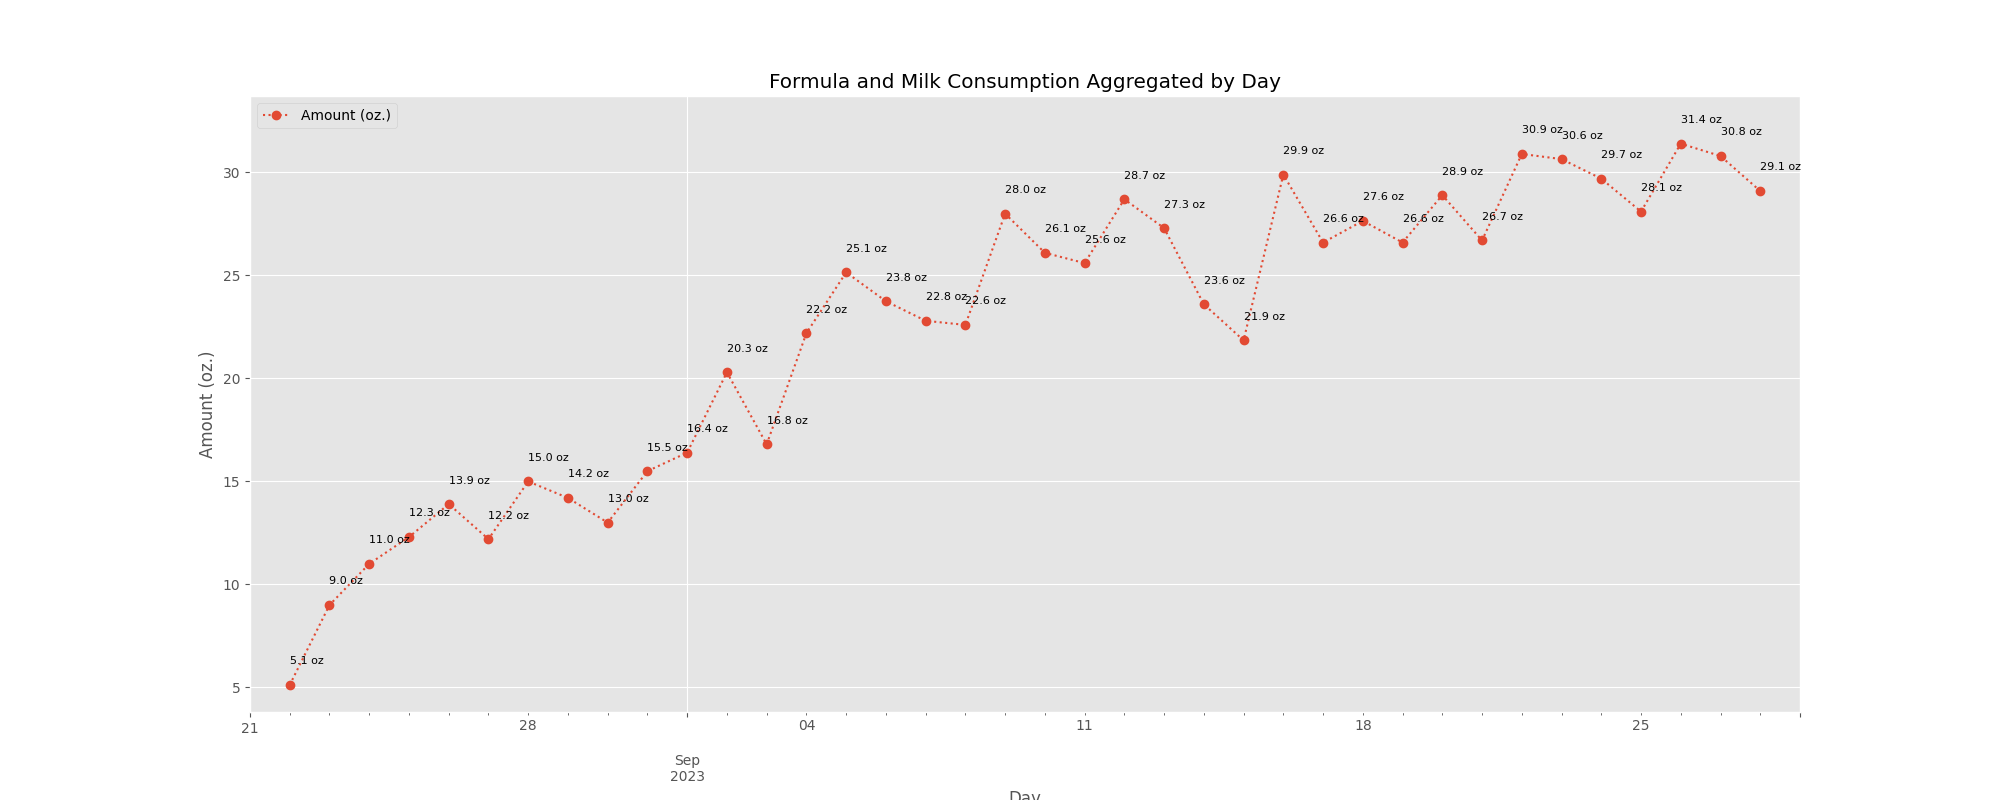 Formula and Milk Consumption Aggregated by Day
Amount (oz.)
Amount (oz.)
30
25
20
15
10
5
5.1 oz
9.0 oz
11.0 oz
12.3 oz
13.9 oz
12.2 oz
15.0 oz
14.2 oz
13.0 oz
15.5 oz
16.4 oz
20.3 oz
16.8 oz
22.2 oz
25.1 oz
23.8 oz
22.8 oz
22.6 oz
28.0 oz
26.1 oz
25.6 oz
28.7 oz
27.3 oz
23.6 oz
21.9 oz
29.9 oz
26.6 oz
27.6 oz
26.6 oz
28.9 oz
26.7 oz
30.9 oz
30.6 oz
29.7 oz
28.1 oz
31.4 oz
30.8 oz
29.1 oz
21
28
04
11
18
25
Sep
2023
Day